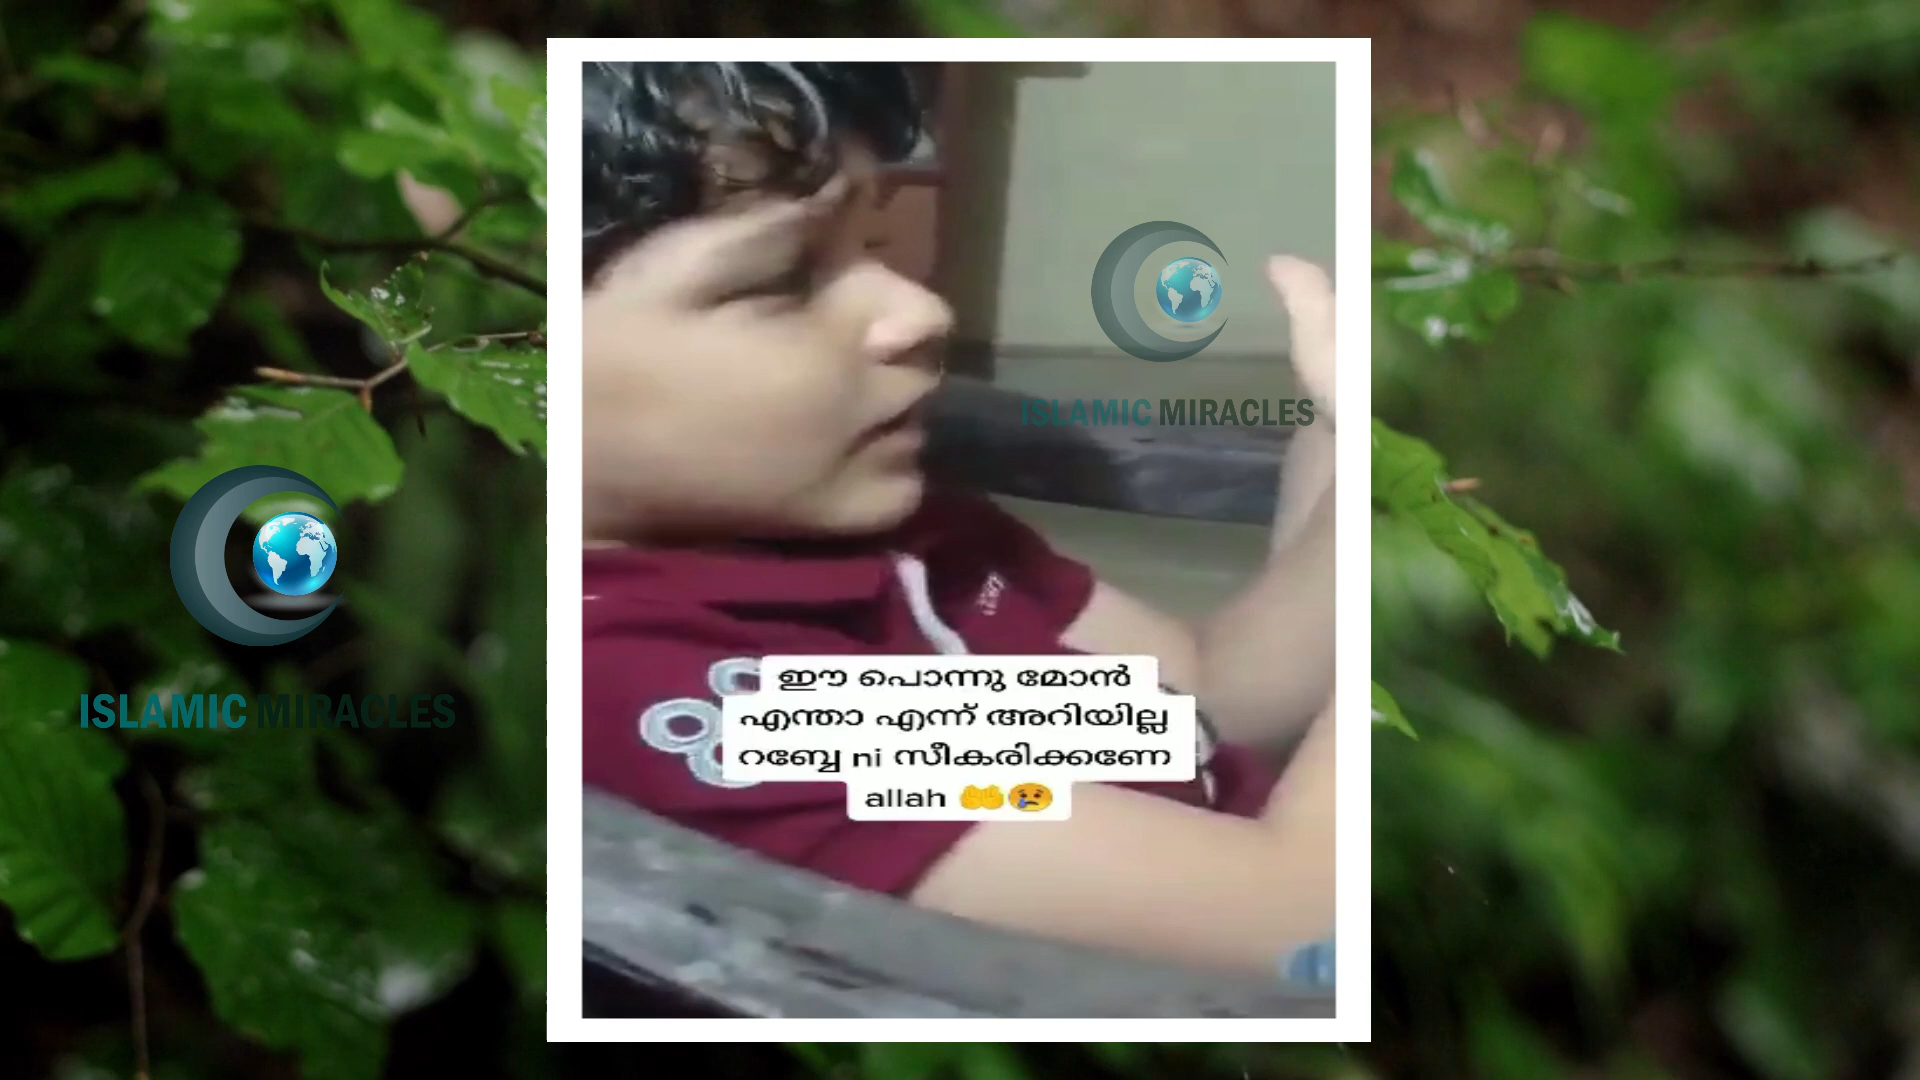 ISLAMIC MIRACLES
ഈ പൊന്നു മോൻ
എന്താ എന്ന് അറിയില്ല
റബ്ബേ ni സീകരിക്കണേ
allah 🤲😢
ISLAMIC MIRACLES